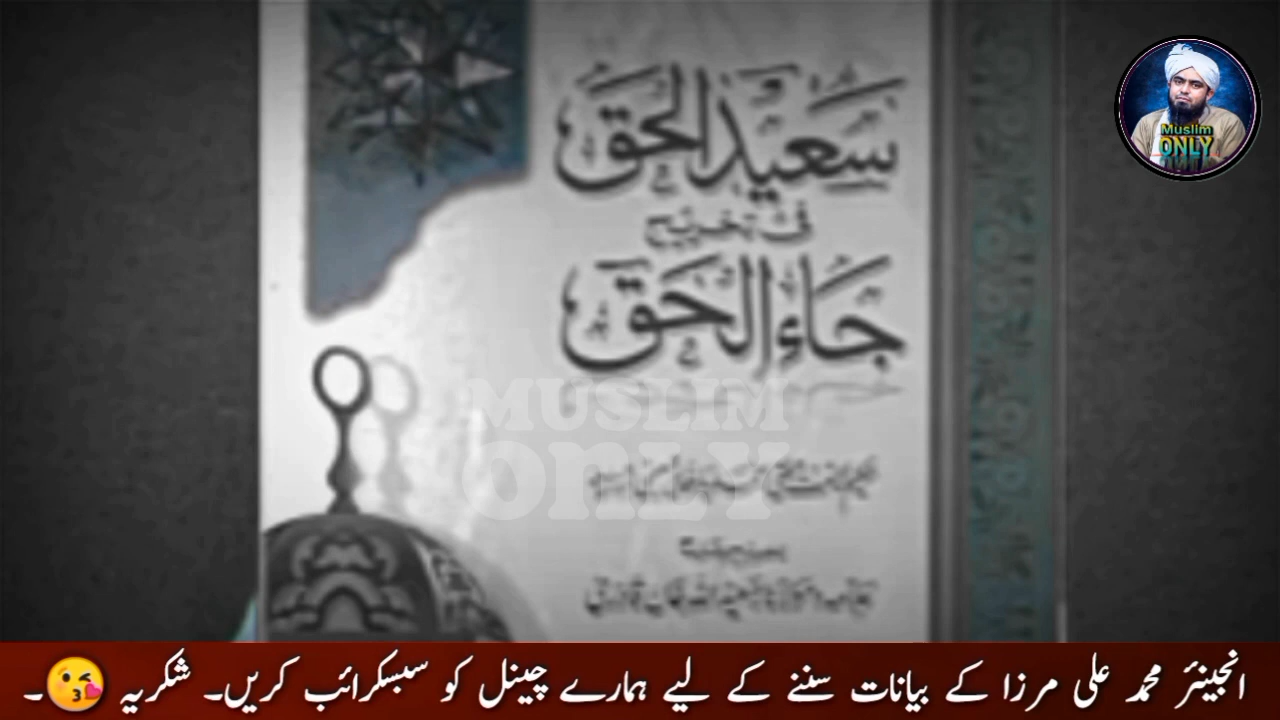 سعید الحق
فی تخریج
جاء الحق
Muslim
ONLY
MUSLIM
ONLY
انجینئر محمد علی مرزا کے بیانات سننے کے لیے ہمارے چینل کو سبسکرائب کریں۔ شکریہ 😘۔